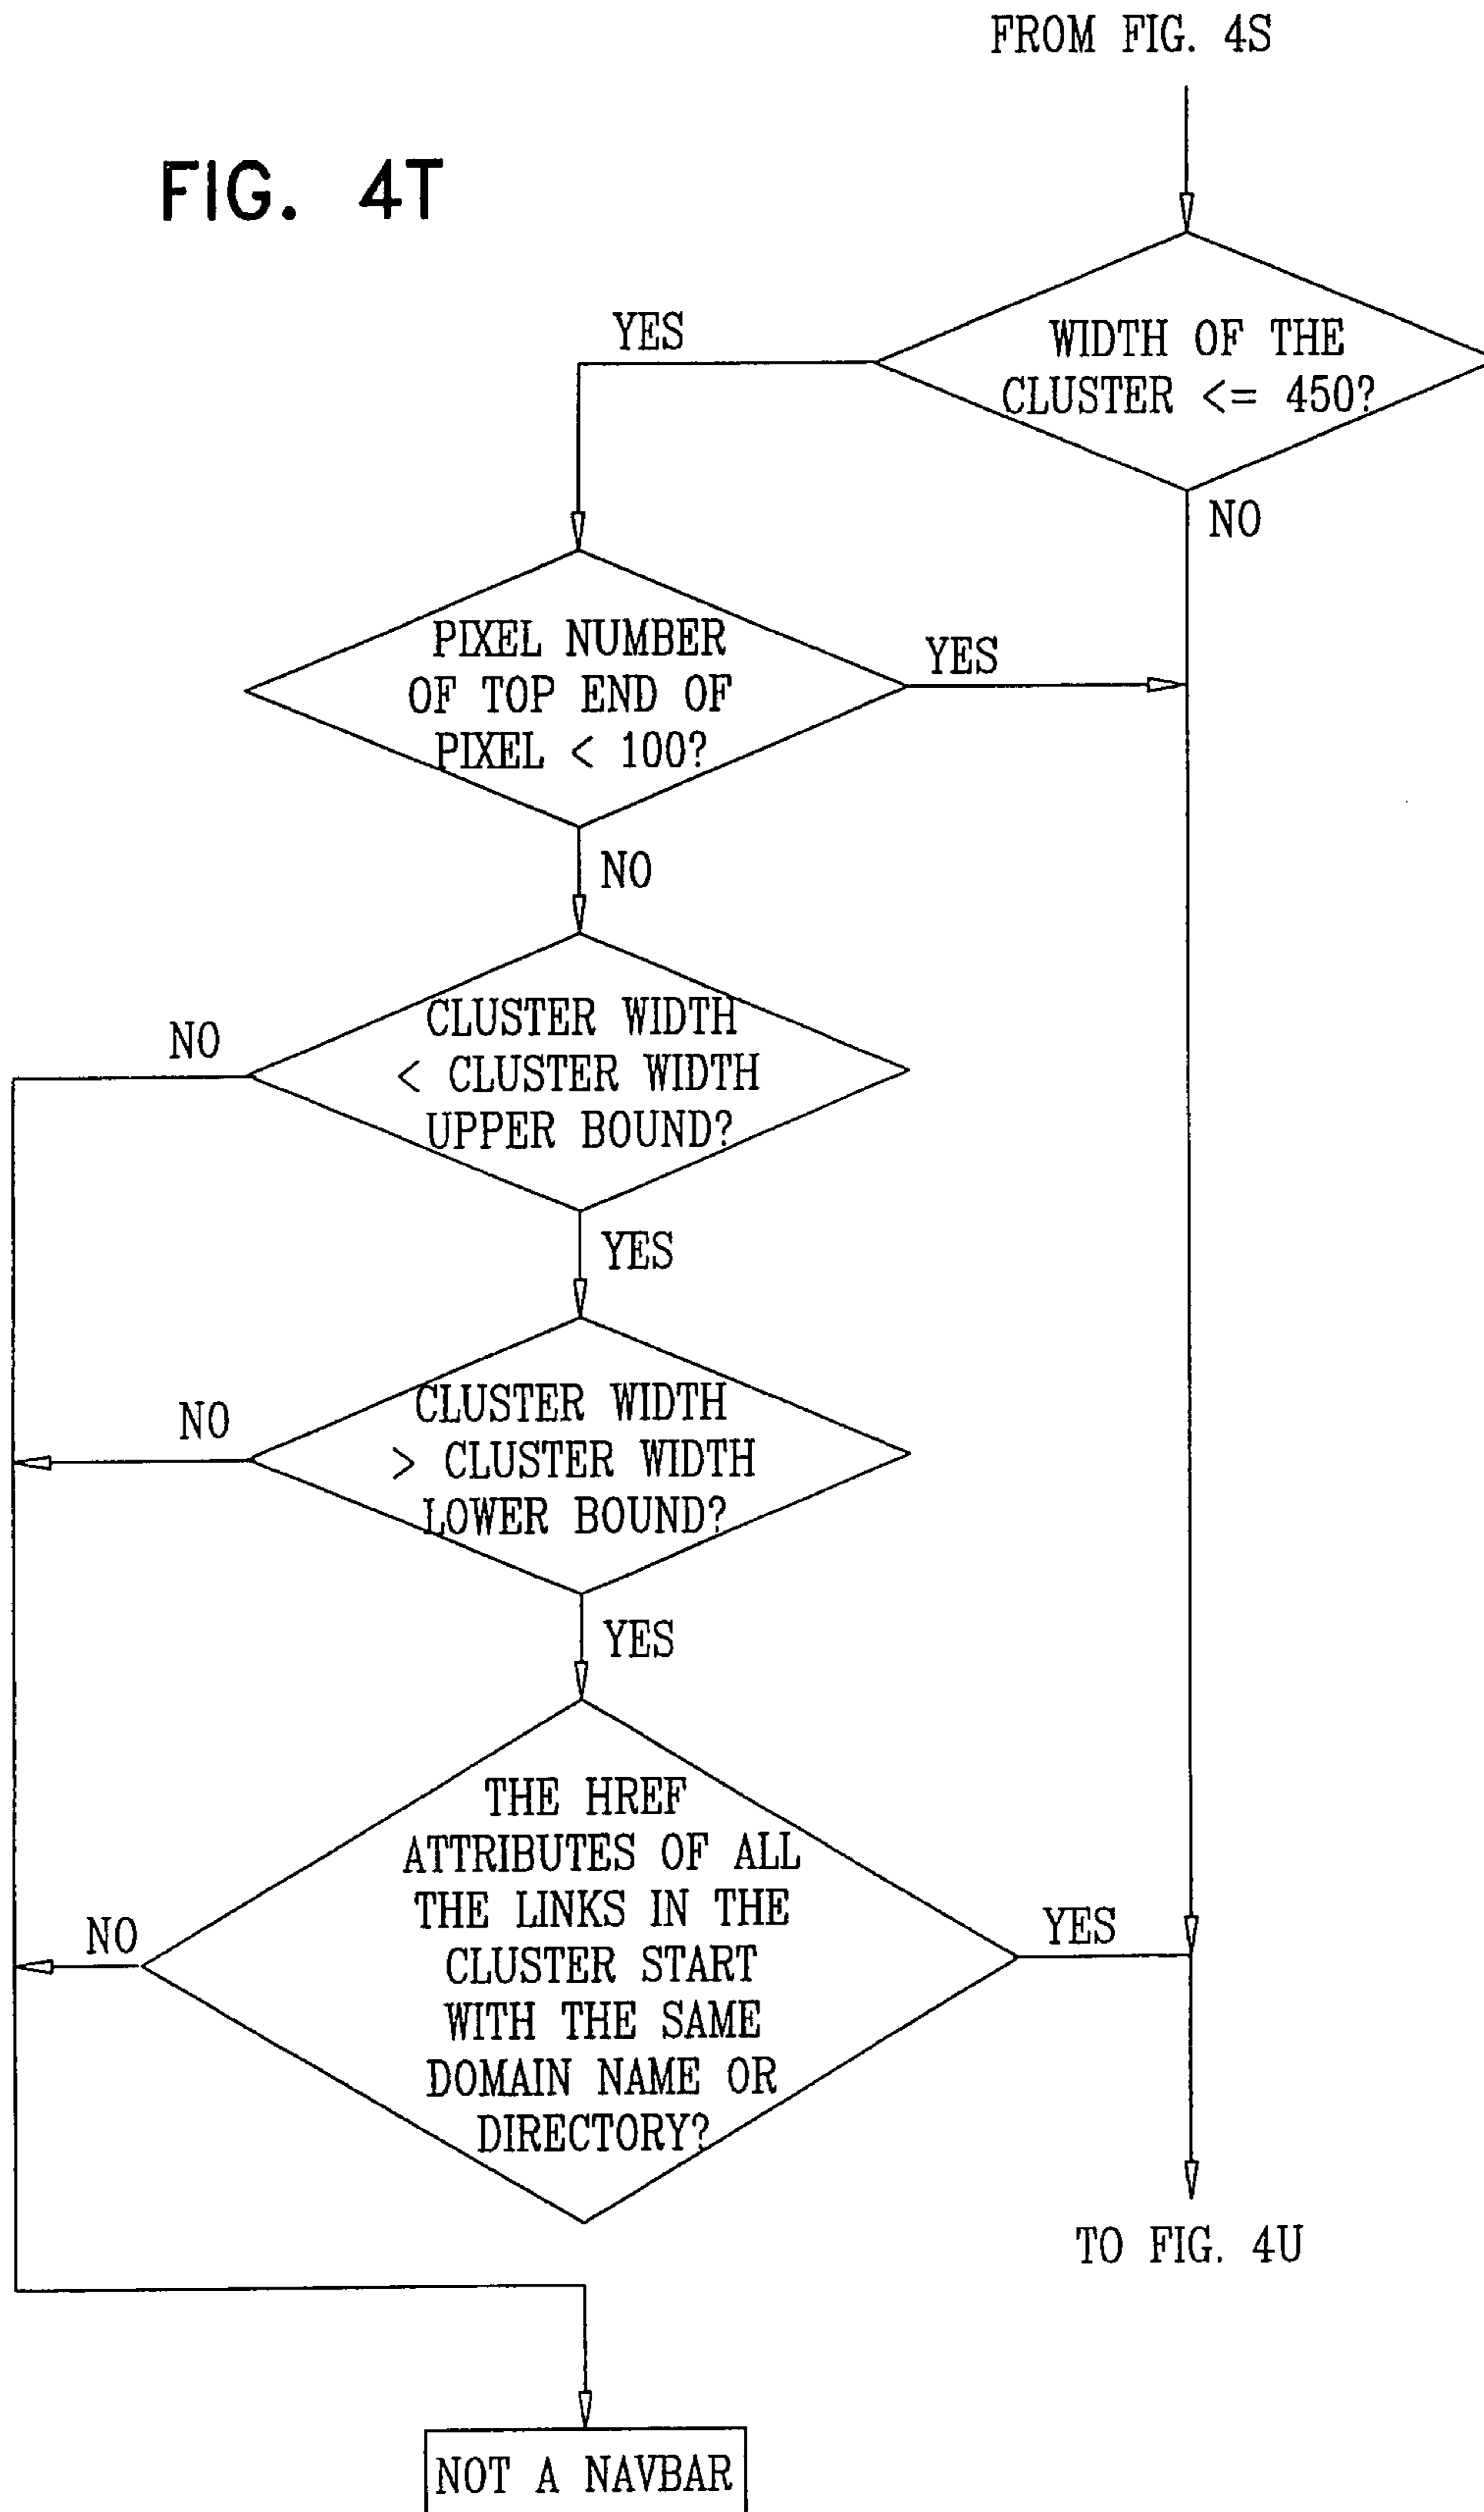 FROM FIG. 4S
FIG. 4T
YES
WIDTH OF THE
CLUSTER <= 450?
NO
PIXEL NUMBER
OF TOP END OF
PIXEL < 100?
YES
NO
CLUSTER WIDTH
< CLUSTER WIDTH
UPPER BOUND?
NO
YES
CLUSTER WIDTH
> CLUSTER WIDTH
LOWER BOUND?
NO
YES
THE HREF
ATTRIBUTES OF ALL
THE LINKS IN THE
CLUSTER START
WITH THE SAME
DOMAIN NAME OR
DIRECTORY?
NO
YES
TO FIG. 4U
NOT A NAVBAR